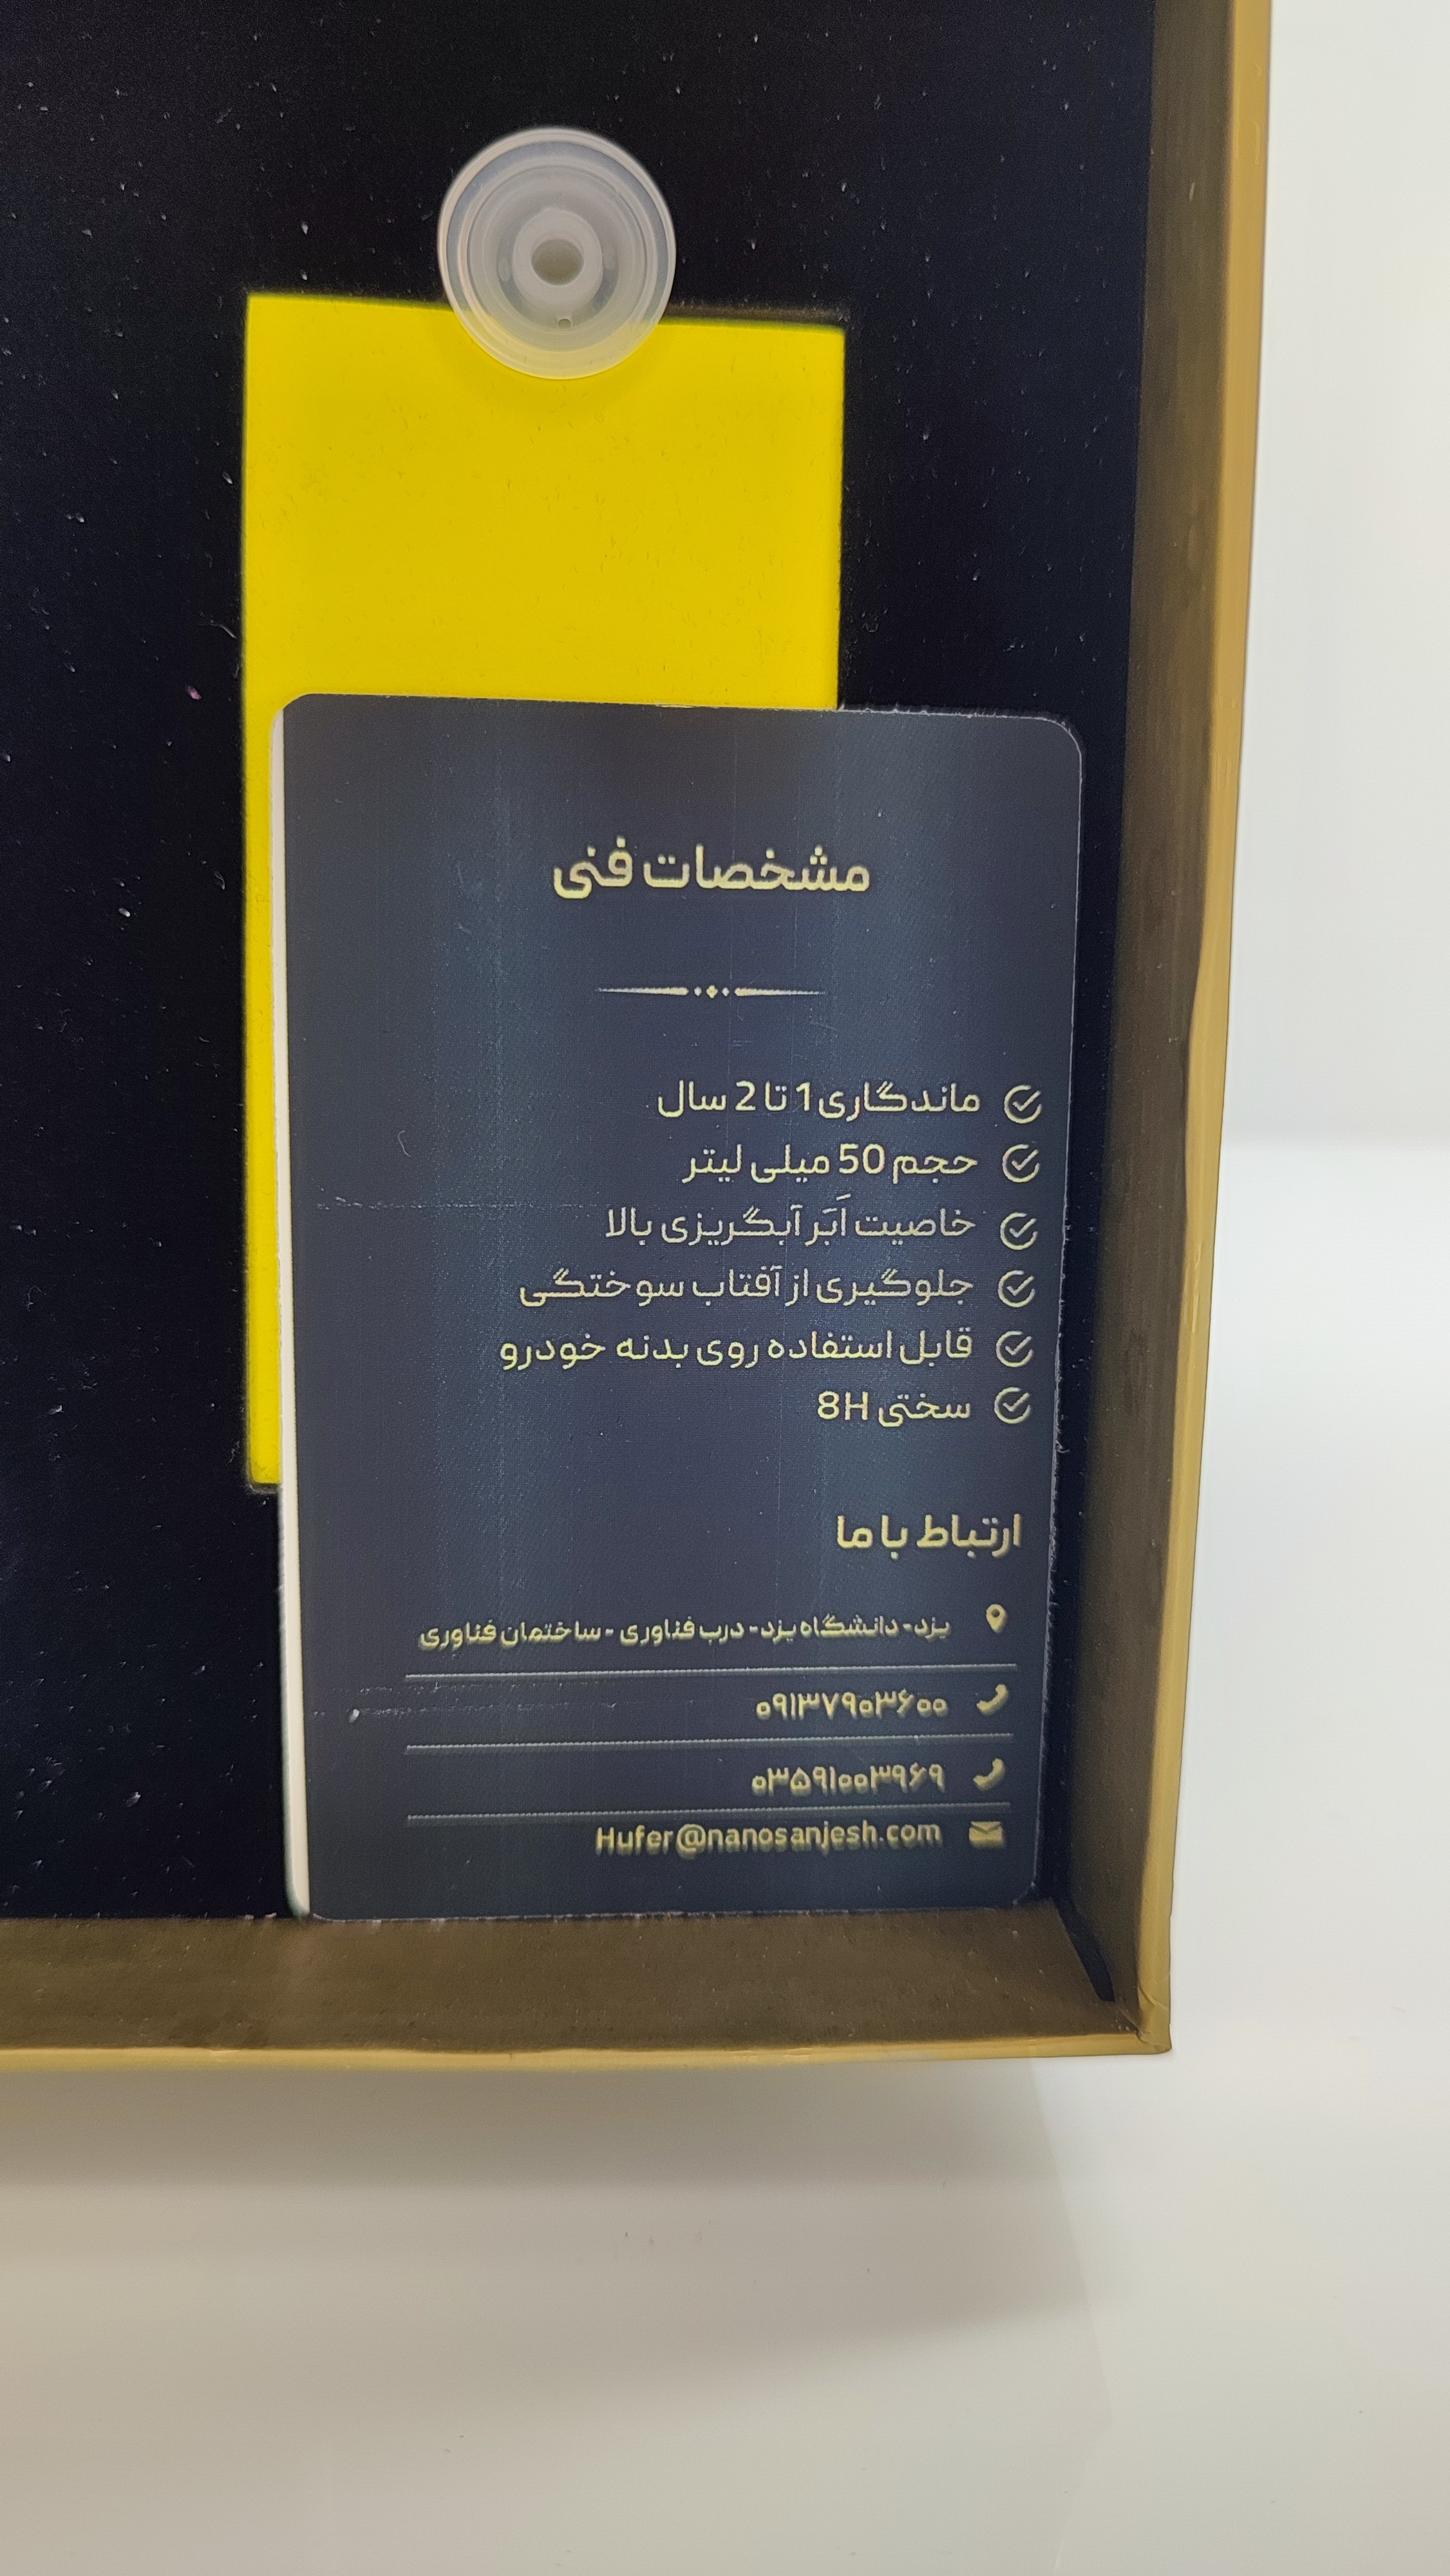 مشخصات فنی
ماندگاری 1 تا 2 سال
حجم 50 میلی لیتر
خاصیت اَبَر آبگریزی بالا
جلوگیری از آفتاب سوختگی
قابل استفاده روی بدنه خودرو
سختی 8H
ارتباط با ما
یزد- دانشگاه یزد- درب فناوری - ساختمان فناوری
۰۹۱۳۷۹۰۳۶۰۰
۰۳۵۹۱۰۰۳۹۶۹
Hufer@nanosanjesh.com